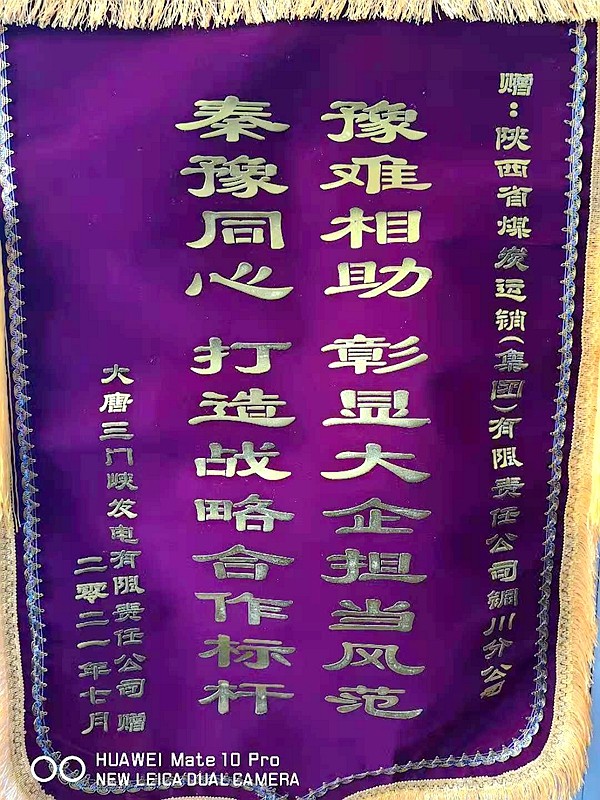 赠：陕西省煤炭运销(集团)有限责任公司铜川分公司
豫难相助 彰显大企担当风范
秦豫同心 打造战略合作标杆
大唐三门峡发电有限责任公司 赠
二零二一年七月
HUAWEI Mate 10 Pro
NEW LEICA DUAL CAMERA